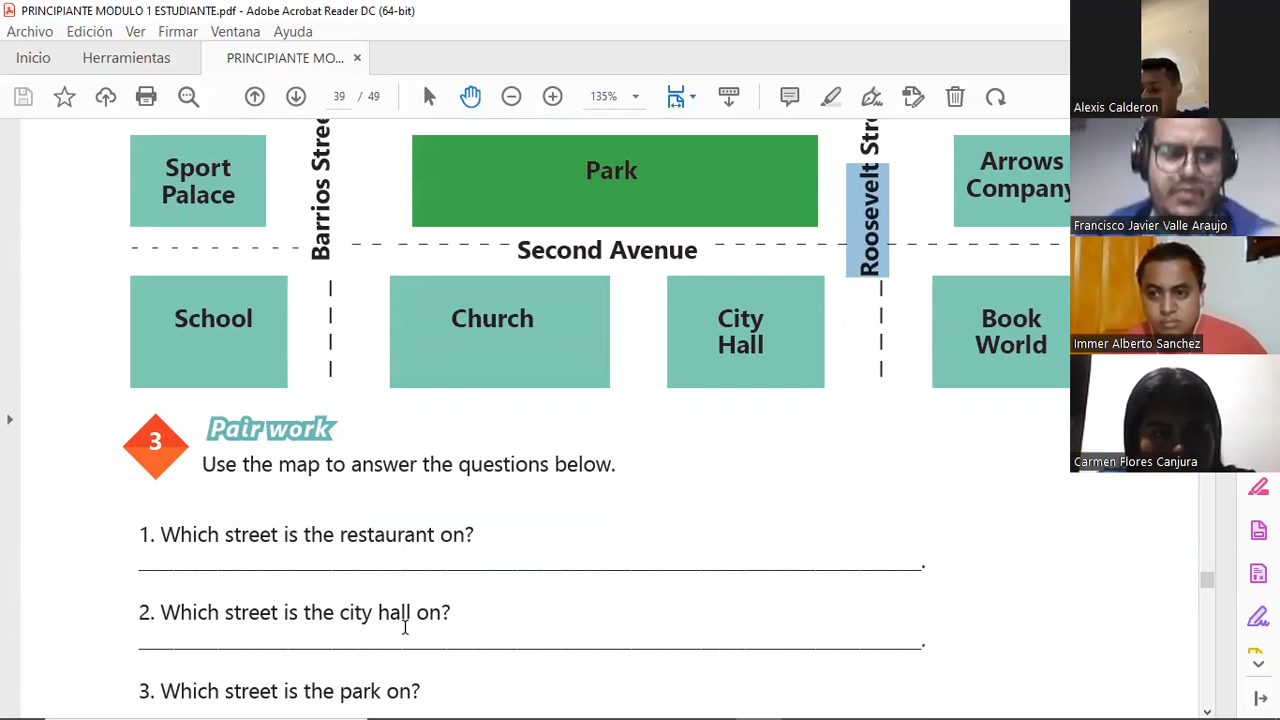 PRINCIPIANTE MODULO 1 ESTUDIANTE.pdf - Adobe Acrobat Reader DC (64-bit)
Archivo Edición Ver Firmar Ventana Ayuda
Inicio Herramientas PRINCIPIANTE MO... ×
39 / 49 135%
Sport
Palace
Barrios Stree
Park
Roosevelt Stre
Arrows
Company
Second Avenue
School
Church
City
Hall
Book
World
3 Pair work
Use the map to answer the questions below.
1. Which street is the restaurant on?
2. Which street is the city hall on?
3. Which street is the park on?
Alexis Calderon
Francisco Javier Valle Araujo
Immer Alberto Sanchez
Carmen Flores Canjura